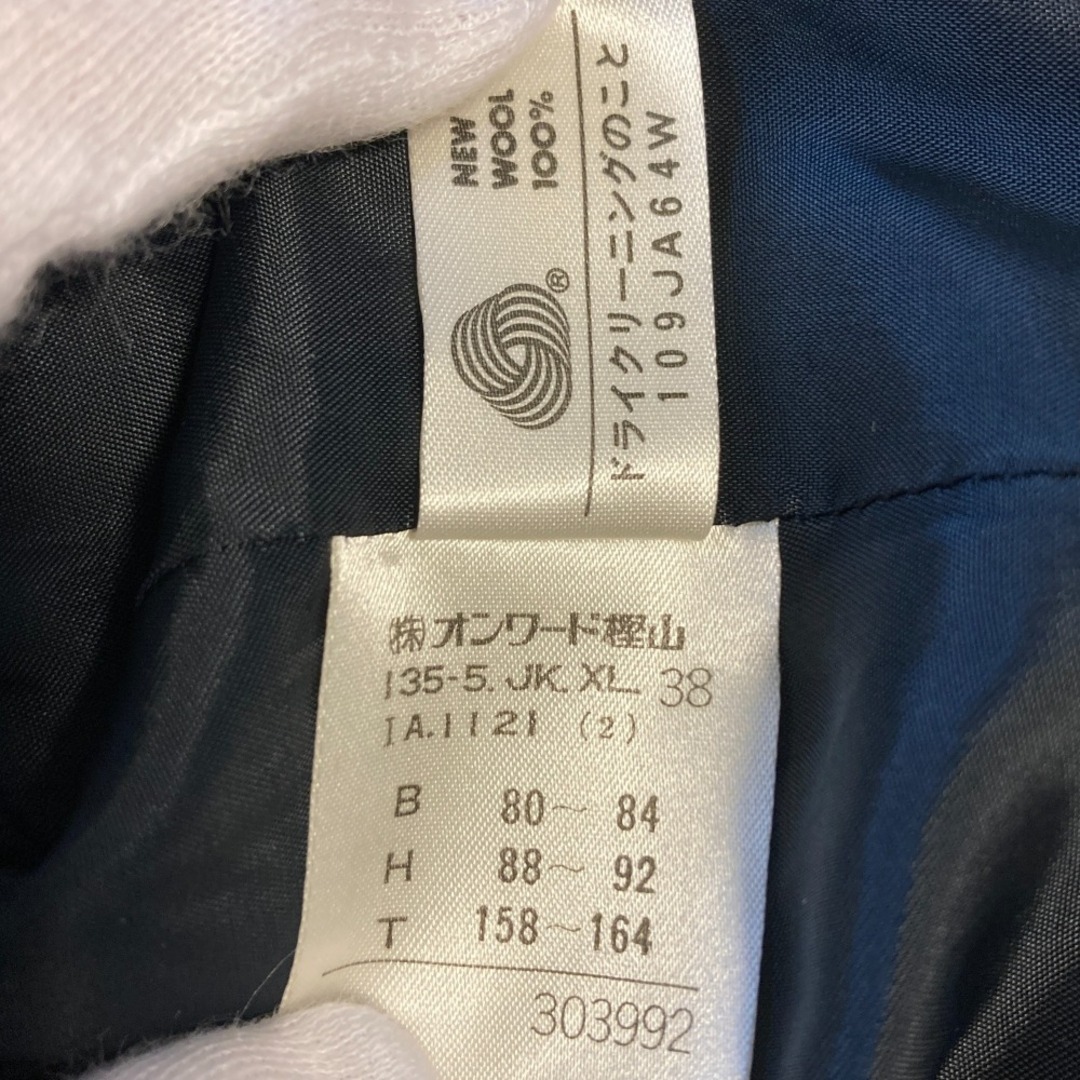 NEW
WOOL
100%
®
ドライクリーニングのこと
109JA64W
㈱オンワード樫山
135-5. JK. XL. 38
IA.1121 (2)
B 80〜84
H 88〜92
T 158〜164
303992